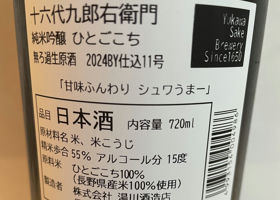 十六代九郎右衛門
純米吟醸 ひとごこち
無ろ過生原酒 2024BY仕込11号
Yukawa
Sake
Brewery
Since1650
「甘味ふんわり シュワうまー」
品目 日本酒 内容量 720ml
原材料 米、米こうじ
精米歩合 55% アルコール分 15度
ひとごこち100%
（長野県産米100%使用）
製造者 株式会社 湯川酒造店